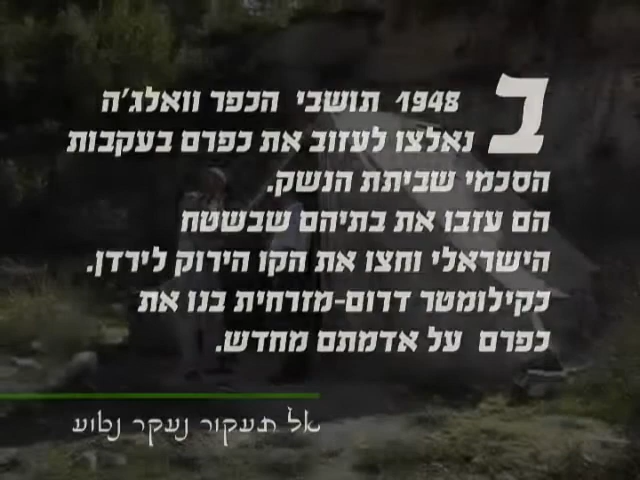 ב 1948 תושבי הכפר וואלג'ה
נאלצו לעזוב את כפרם בעקבות
הסכמי שביתת הנשק.
הם עזבו את בתיהם שבשטח
הישראלי וחצו את הקו הירוק לירדן.
כקילומטר דרום-מזרחית בנו את
כפרם על אדמתם מחדש.
אל תעקור נעקר נטוע